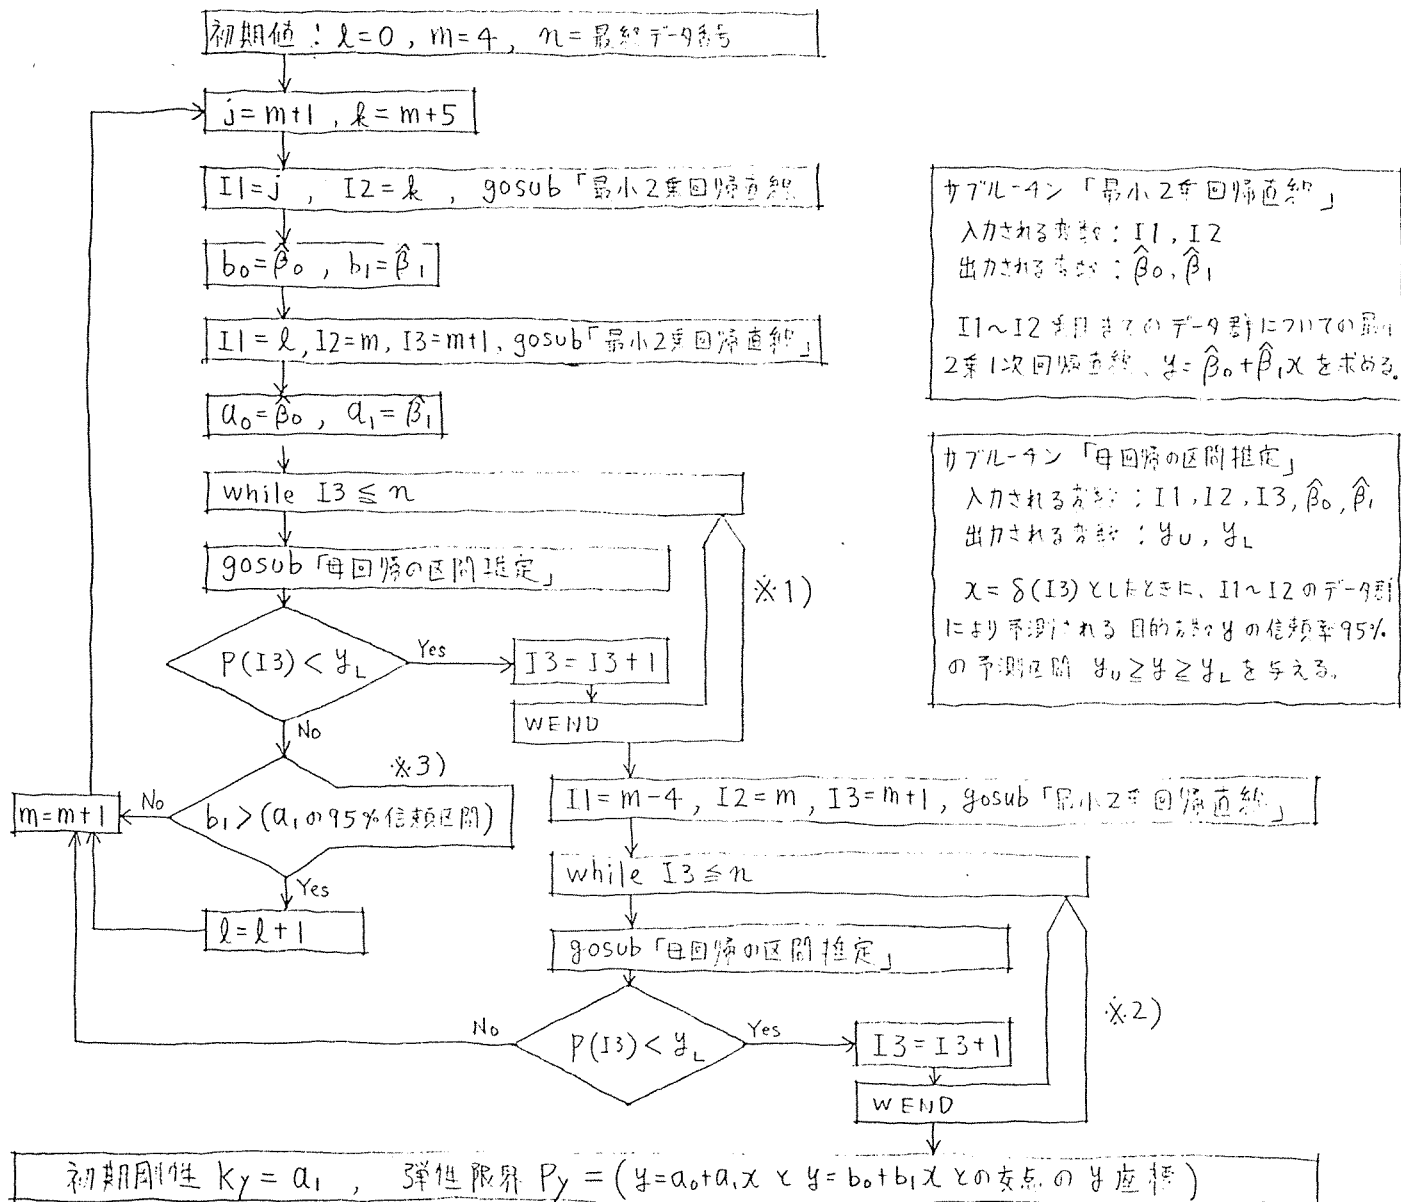 初期値：l=0, m=4, n=最終データ番号
j=m+1, k=m+5
I1=j, I2=k, gosub「最小2乗回帰直線
b₀=β̂₀, b₁=β̂₁
I1=l, I2=m, I3=m+1, gosub「最小2乗回帰直線」
a₀=β̂₀, a₁=β̂₁
while I3≦n
gosub「母回帰の区間推定」
※1)
P(I3)<y_L
Yes
I3=I3+1
WEND
No
※3)
b₁>(a₁の95%信頼区間)
No
m=m+1
Yes
l=l+1
I1=m-4, I2=m, I3=m+1, gosub「最小2乗回帰直線」
while I3≦n
gosub「母回帰の区間推定」
※2)
P(I3)<y_L
No
Yes
I3=I3+1
WEND
初期剛性 Ky=a₁, 弾性限界 Py=(y=a₀+a₁xとy=b₀+b₁xとの交点のy座標)
サブルーチン「最小2乗回帰直線」
入力される変数：I1, I2
出力される変数：β̂₀, β̂₁
I1～I2番目までのデータ群についての最小
2乗1次回帰直線、y=β̂₀+β̂₁xを求める。
サブルーチン「母回帰の区間推定」
入力される変数：I1, I2, I3, β̂₀, β̂₁
出力される変数：y_U, y_L
x=δ(I3)としたときに、I1～I2のデータ群
により予測される目的変数yの信頼率95%
の予測区間 y_U≧y≧y_Lを与える。